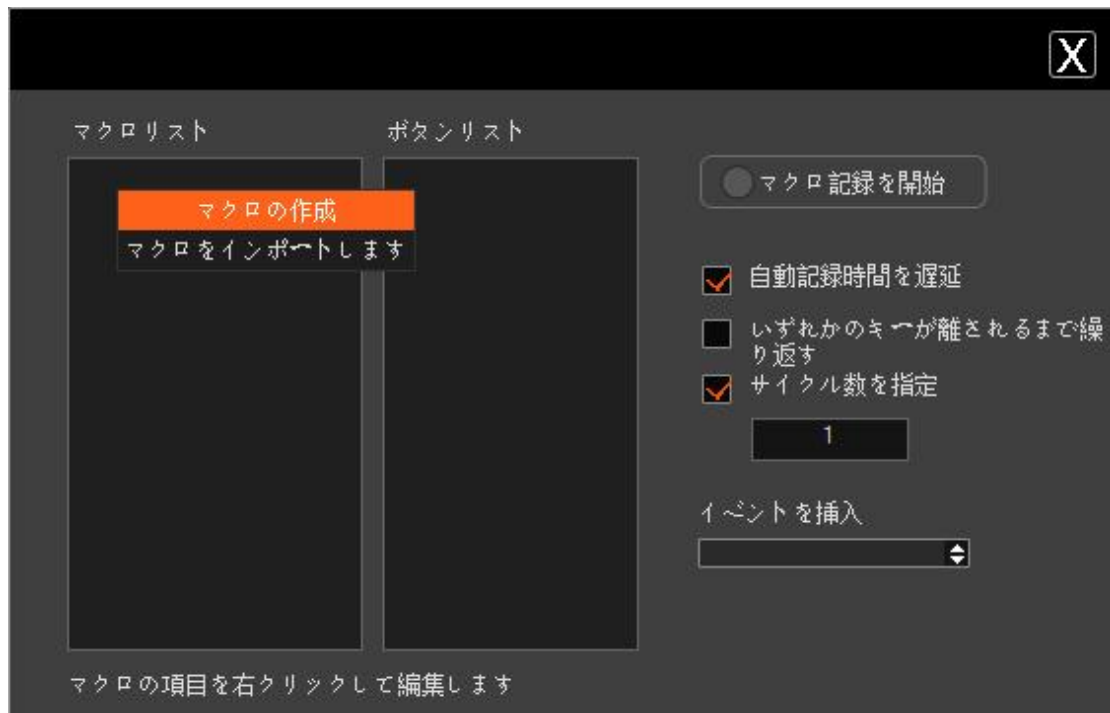 X
マクロリスト
ボタンリスト
マクロの作成
マクロをインポートします
マクロ記録を開始
自動記録時間を遅延
いずれかのキーが離されるまで繰
り返す
サイクル数を指定
1
イベントを挿入
マクロの項目を右クリックして編集します